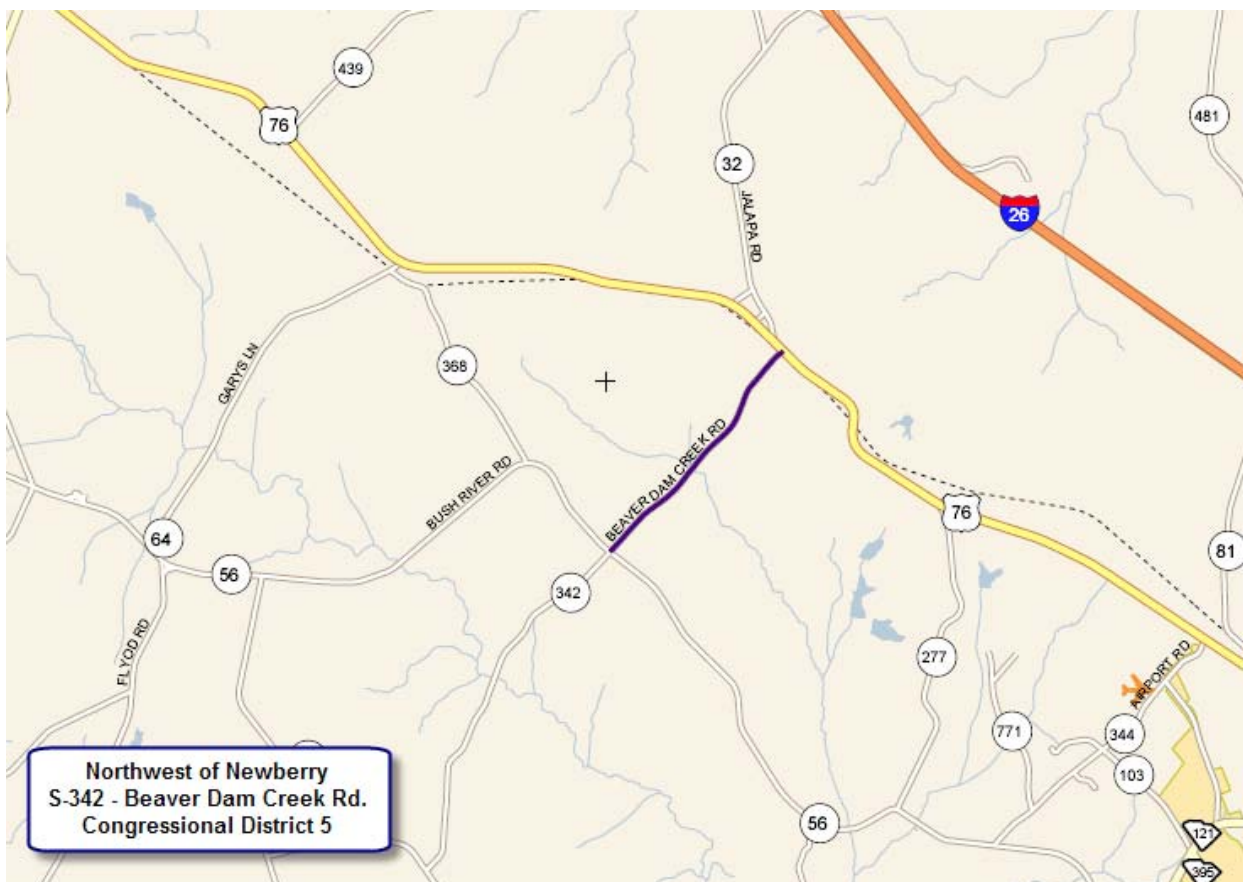 439
76
481
32
JALAPA RD
26
GARYS LN
368
BEAVER DAM CREEK RD
BUSH RIVER RD
76
64
56
81
342
FLYOD RD
277
AIRPORT RD
771
344
103
56
121
395
Northwest of Newberry
S-342 - Beaver Dam Creek Rd.
Congressional District 5